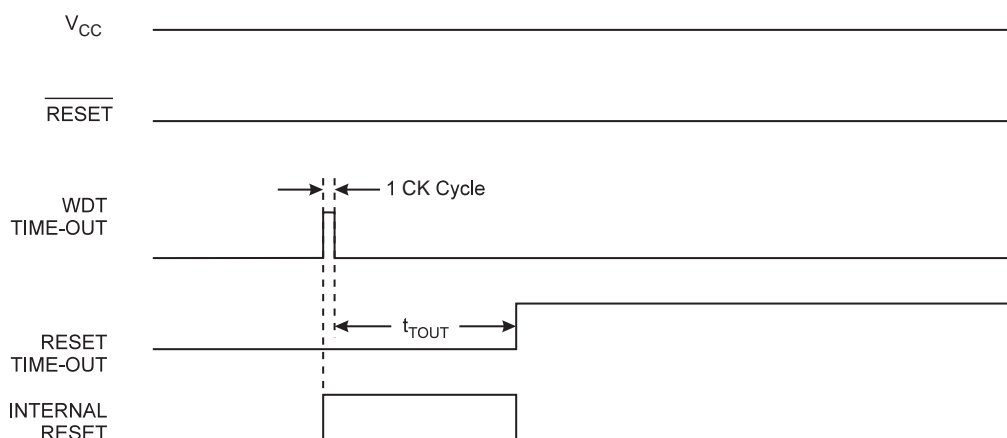 VCC
RESET
1 CK Cycle
WDT
TIME-OUT
tTOUT
RESET
TIME-OUT
INTERNAL
RESET